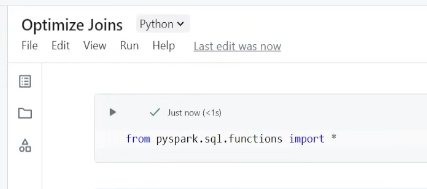 Optimize Joins Python
File Edit View Run Help Last edit was now
Just now (<1s)
from pyspark.sql.functions import *